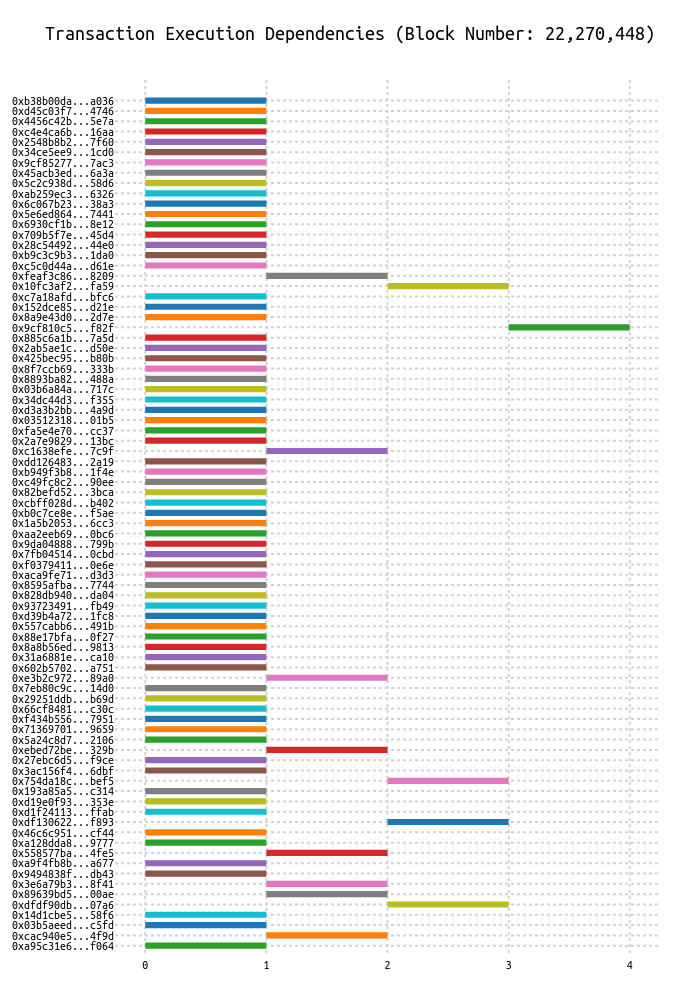 Transaction Execution Dependencies (Block Number: 22,270,448)
0xb38b00da...a036
0xd45c03f7...4746
0x4456c42b...5e7a
0xc4e4ca6b...16aa
0x2548b8b2...7f60
0x34ce5ee9...1cd0
0x9cf85277...7ac3
0x45acb3ed...6a3a
0x5c2c938d...58d6
0xab259ec3...6326
0x6c067b23...38a3
0x5e6ed864...7441
0x6930cf1b...8e12
0x709b5f7e...45d4
0x28c54492...44e0
0xb9c3c9b3...1da0
0xc5c0d44a...d61e
0xfeaf3c86...8209
0x10fc3af2...fa59
0xc7a18afd...bfc6
0x152dce85...d21e
0x8a9e43d0...2d7e
0x9cf810c5...f82f
0x885c6a1b...7a5d
0x2ab5ae1c...d50e
0x425bec95...b80b
0x8f7ccb69...333b
0x8893ba82...488a
0x03b6a84a...717c
0x34dc44d3...f355
0xd3a3b2bb...4a9d
0x03512318...01b5
0xfa5e4e70...cc37
0x2a7e9829...13bc
0xc1638efe...7c9f
0xdd126483...2a19
0xb949f3b8...1f4e
0xc49fc8c2...90ee
0x82befd52...3bca
0xcbff028d...b402
0xb0c7ce8e...f5ae
0x1a5b2053...6cc3
0xaa2eeb69...0bc6
0x9da04888...799b
0x7fb04514...0cbd
0xf0379411...0e6e
0xaca9fe71...d3d3
0x8595afba...7744
0x828db940...da04
0x93723491...fb49
0xd39b4a72...1fc8
0x557cabb6...491b
0x88e17bfa...0f27
0x8a8b56ed...9813
0x31a6881e...ca10
0x602b5702...a751
0xe3b2c972...89a0
0x7eb80c9c...14d0
0x29251ddb...b69d
0x66cf8481...c30c
0xf434b556...7951
0x71369701...9659
0x5a24c8d7...2106
0xebed72be...329b
0x27ebc6d5...f9ce
0x3ac156f4...6dbf
0x754da18c...bef5
0x193a85a5...c314
0xd19e0f93...353e
0xd1f24113...ffab
0xdf130622...f893
0x46c6c951...cf44
0xa128dda8...9777
0x558577ba...4fe5
0xa9f4fb8b...a677
0x9494838f...db43
0x3e6a79b3...8f41
0x89639bd5...00ae
0xdfdf90db...07a6
0x14d1cbe5...58f6
0x03b5aeed...c5fd
0xcac940e5...4f9d
0xa95c31e6...f064
0 1 2 3 4